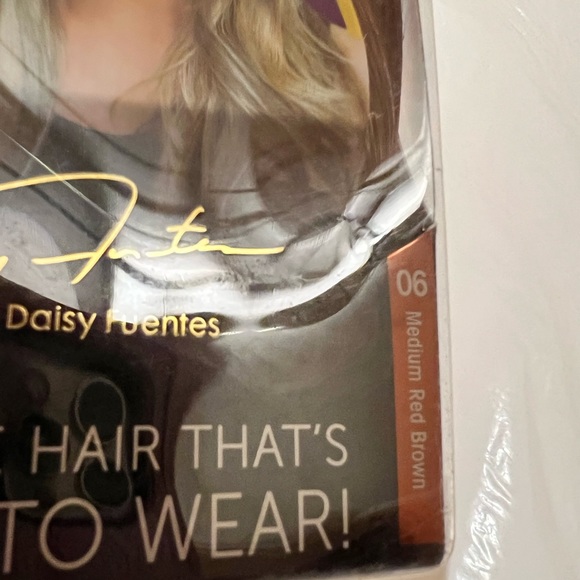 Daisy Fuentes
HAIR THAT'S
TO WEAR!
06 Medium Red Brown